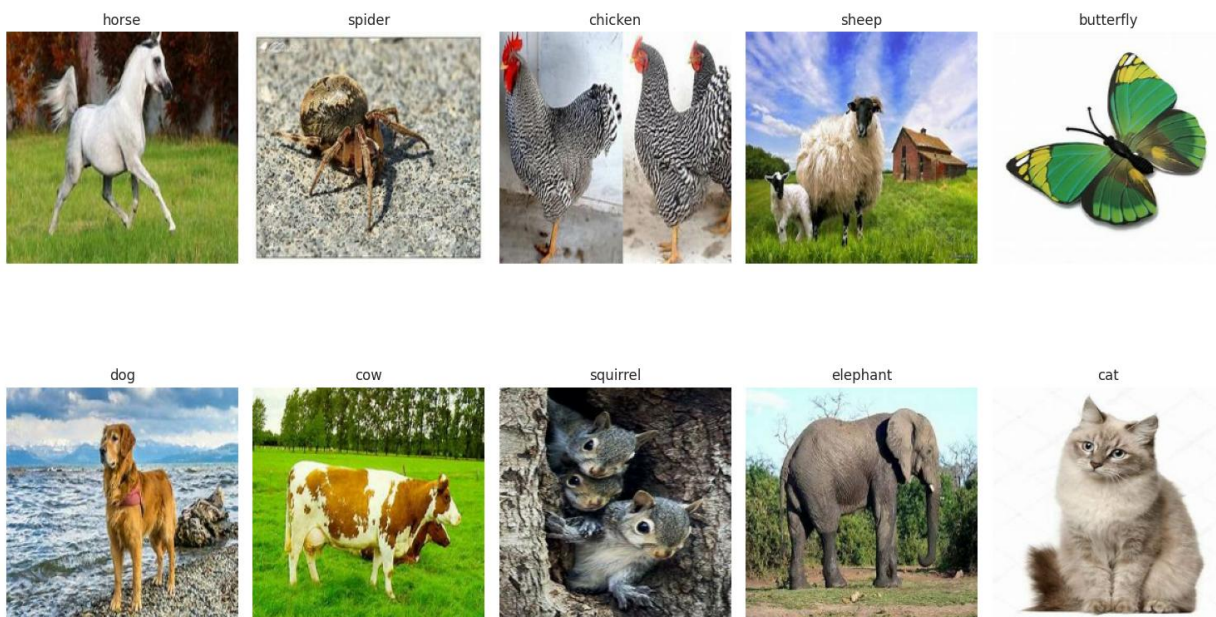 horse
spider
chicken
sheep
butterfly
dog
cow
squirrel
elephant
cat